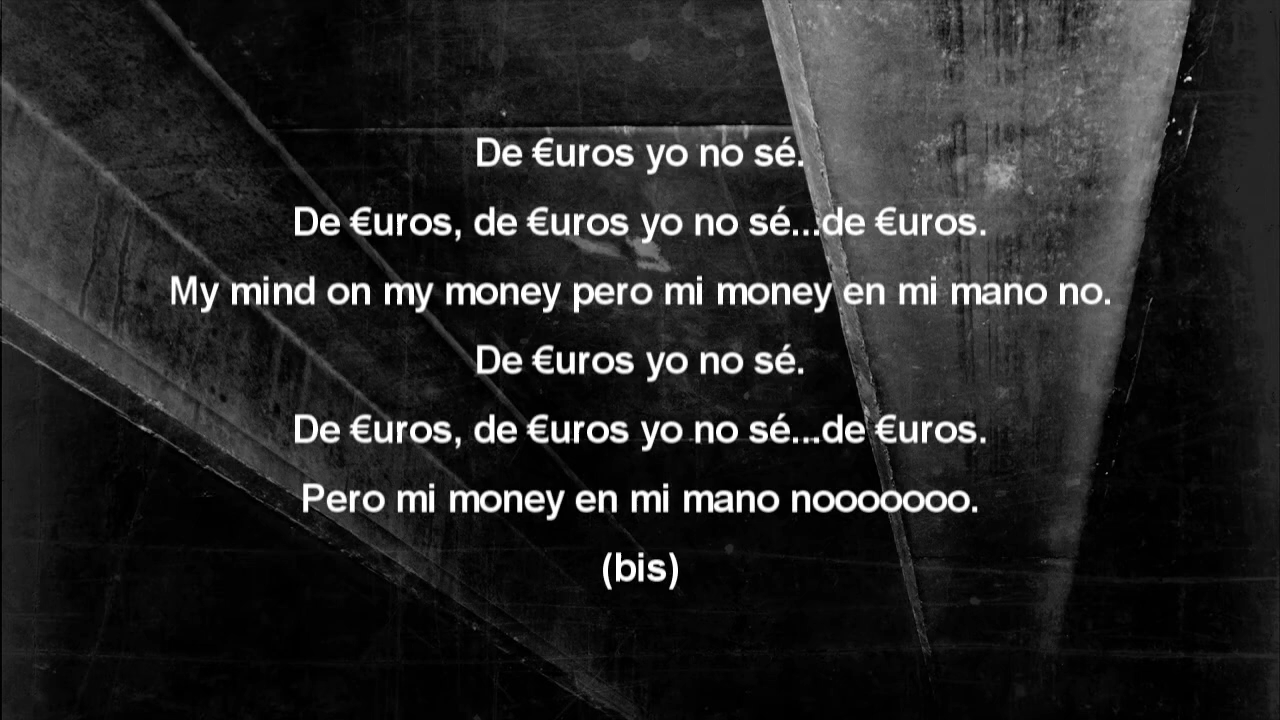 De €uros yo no sé.
De €uros, de €uros yo no sé...de €uros.
My mind on my money pero mi money en mi mano no.
De €uros yo no sé.
De €uros, de €uros yo no sé...de €uros.
Pero mi money en mi mano nooooooo.
(bis)